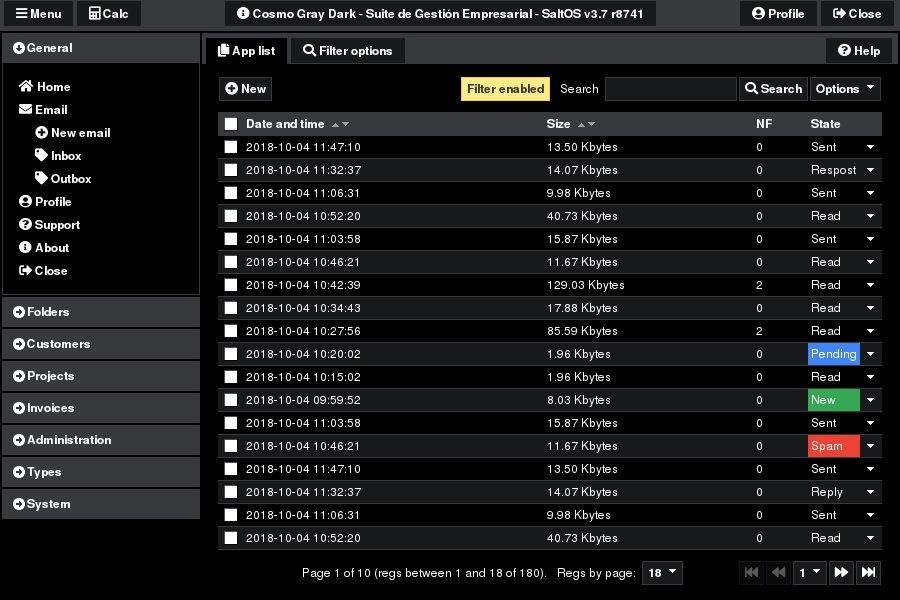 Menu Calc Cosmo Gray Dark - Suite de Gestión Empresarial - SaltOS v3.7 r8741 Profile Close
General
Home
Email
New email
Inbox
Outbox
Profile
Support
About
Close
Folders
Customers
Projects
Invoices
Administration
Types
System
App list Filter options Help
New Filter enabled Search Search Options
Date and time Size NF State
2018-10-04 11:47:10 13.50 Kbytes 0 Sent
2018-10-04 11:32:37 14.07 Kbytes 0 Respost
2018-10-04 11:06:31 9.98 Kbytes 0 Sent
2018-10-04 10:52:20 40.73 Kbytes 0 Read
2018-10-04 11:03:58 15.87 Kbytes 0 Sent
2018-10-04 10:46:21 11.67 Kbytes 0 Read
2018-10-04 10:42:39 129.03 Kbytes 2 Read
2018-10-04 10:34:43 17.88 Kbytes 0 Read
2018-10-04 10:27:56 85.59 Kbytes 2 Read
2018-10-04 10:20:02 1.96 Kbytes 0 Pending
2018-10-04 10:15:02 1.96 Kbytes 0 Read
2018-10-04 09:59:52 8.03 Kbytes 0 New
2018-10-04 11:03:58 15.87 Kbytes 0 Sent
2018-10-04 10:46:21 11.67 Kbytes 0 Spam
2018-10-04 11:47:10 13.50 Kbytes 0 Sent
2018-10-04 11:32:37 14.07 Kbytes 0 Reply
2018-10-04 11:06:31 9.98 Kbytes 0 Sent
2018-10-04 10:52:20 40.73 Kbytes 0 Read
Page 1 of 10 (regs between 1 and 18 of 180). Regs by page: 18 1